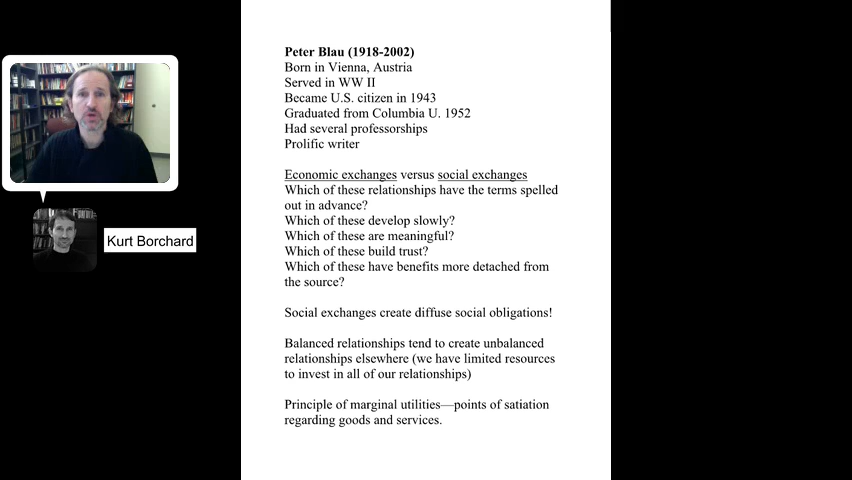 Peter Blau (1918-2002)
Born in Vienna, Austria
Served in WW II
Became U.S. citizen in 1943
Graduated from Columbia U. 1952
Had several professorships
Prolific writer
Economic exchanges versus social exchanges
Which of these relationships have the terms spelled
out in advance?
Which of these develop slowly?
Which of these are meaningful?
Which of these build trust?
Which of these have benefits more detached from
the source?
Social exchanges create diffuse social obligations!
Balanced relationships tend to create unbalanced
relationships elsewhere (we have limited resources
to invest in all of our relationships)
Principle of marginal utilities—points of satiation
regarding goods and services.
Kurt Borchard